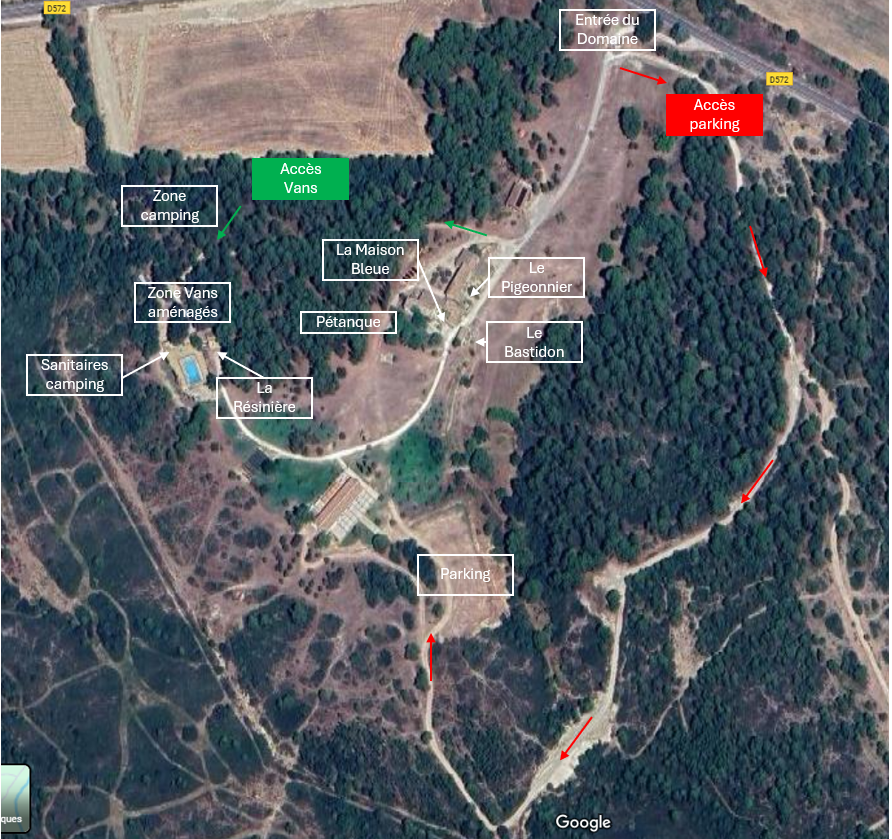 D572
Entrée du
Domaine
D572
Accès
parking
Accès
Vans
Zone
camping
La Maison
Bleue
Le
Pigeonnier
Zone Vans
aménagés
Pétanque
Le
Bastidon
Sanitaires
camping
La
Résinière
Parking
ques
Google